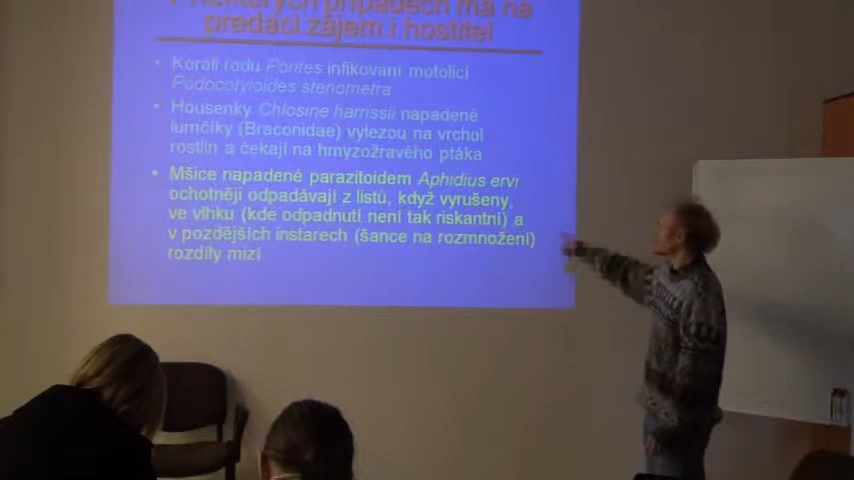 V některých případech má na
predaci zájem i hostitel
• Koráli rodu Porites infikovaní motolicí
Podocotyloides stenometra
• Housenky Chlosine harrissii napadené
lumčíky (Braconidae) vylezou na vrchol
rostlin a čekají na hmyzožravého ptáka
• Mšice napadené parazitoidem Aphidius ervi
ochotněji odpadávají z listů, když vyrušeny,
ve vlhku (kde odpadnutí není tak riskantní) a
v pozdějších instarech (šance na rozmnožení)
rozdíly mizí